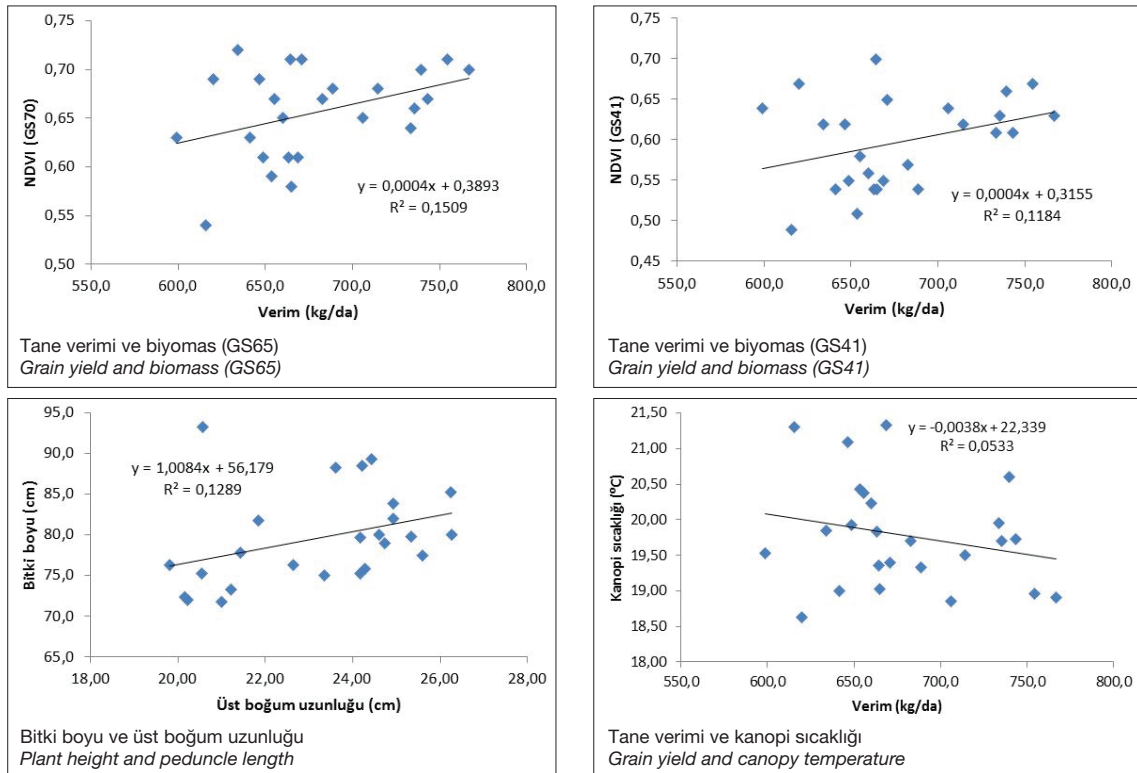 0,75
0,70
0,65
0,60
0,55
0,50
NDVI (GS70)
y = 0,0004x + 0,3893
R² = 0,1509
550,0 600,0 650,0 700,0 750,0 800,0
Verim (kg/da)
Tane verimi ve biyomas (GS65)
Grain yield and biomass (GS65)
0,75
0,70
0,65
0,60
0,55
0,50
0,45
NDVI (GS41)
y = 0,0004x + 0,3155
R² = 0,1184
550,0 600,0 650,0 700,0 750,0 800,0
Verim (kg/da)
Tane verimi ve biyomas (GS41)
Grain yield and biomass (GS41)
95,0
90,0
85,0
80,0
75,0
70,0
65,0
Bitki boyu (cm)
y = 1,0084x + 56,179
R² = 0,1289
18,00 20,00 22,00 24,00 26,00 28,00
Üst boğum uzunluğu (cm)
Bitki boyu ve üst boğum uzunluğu
Plant height and peduncle length
21,50
21,00
20,50
20,00
19,50
19,00
18,50
18,00
Kanopi sıcaklığı (ºC)
y = -0,0038x + 22,339
R² = 0,0533
550,0 600,0 650,0 700,0 750,0 800,0
Verim (kg/da)
Tane verimi ve kanopi sıcaklığı
Grain yield and canopy temperature